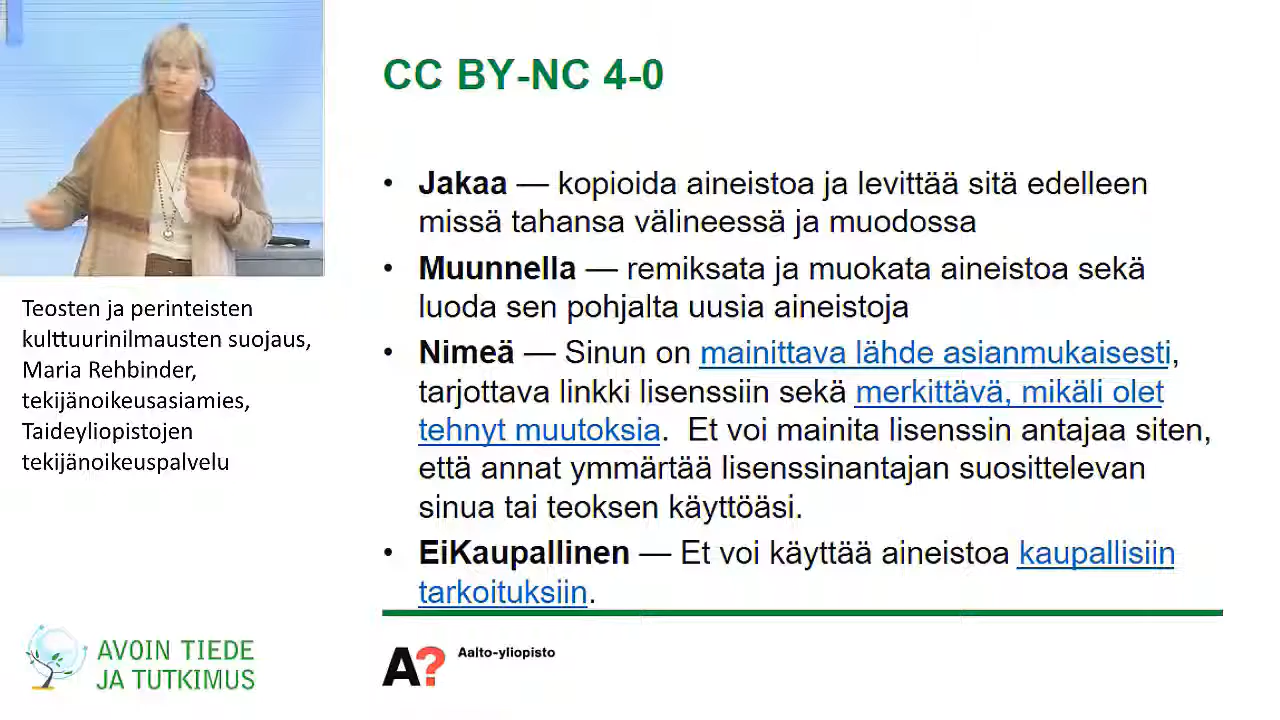 CC BY-NC 4-0
• Jakaa — kopioida aineistoa ja levittää sitä edelleen
missä tahansa välineessä ja muodossa
• Muunnella — remiksata ja muokata aineistoa sekä
luoda sen pohjalta uusia aineistoja
• Nimeä — Sinun on mainittava lähde asianmukaisesti,
tarjottava linkki lisenssiin sekä merkittävä, mikäli olet
tehnyt muutoksia. Et voi mainita lisenssin antajaa siten,
että annat ymmärtää lisenssinantajan suosittelevan
sinua tai teoksen käyttöäsi.
• EiKaupallinen — Et voi käyttää aineistoa kaupallisiin
tarkoituksiin.
Teosten ja perinteisten
kulttuurinilmausten suojaus,
Maria Rehbinder,
tekijänoikeusasiamies,
Taideyliopistojen
tekijänoikeuspalvelu
AVOIN TIEDE
JA TUTKIMUS
A?
Aalto-yliopisto